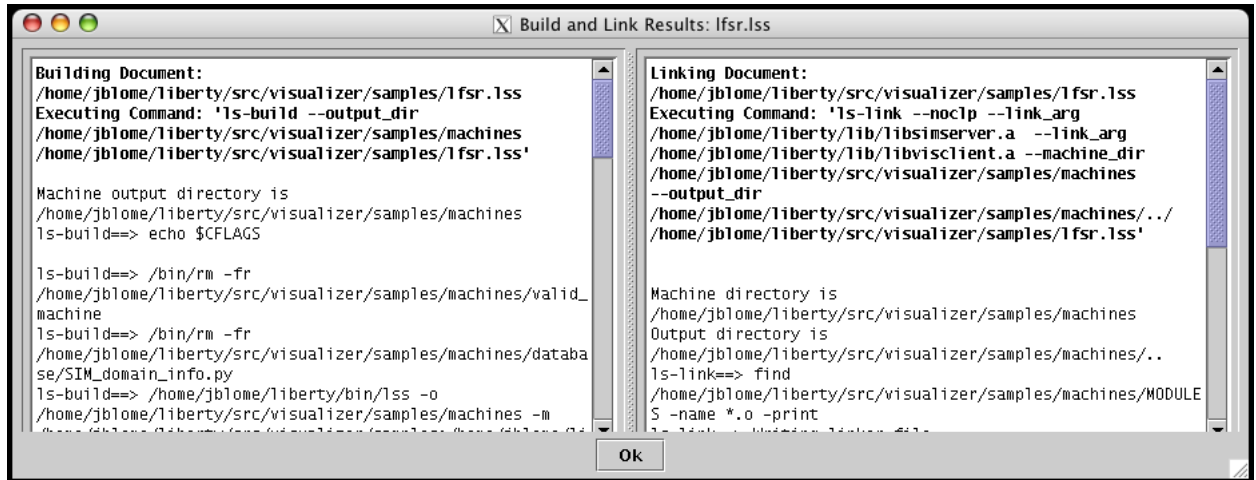 Build and Link Results: lfsr.lss
Building Document:
/home/jblome/liberty/src/visualizer/samples/lfsr.lss
Executing Command: 'ls-build --output_dir
/home/jblome/liberty/src/visualizer/samples/machines
/home/jblome/liberty/src/visualizer/samples/lfsr.lss'
Machine output directory is
/home/jblome/liberty/src/visualizer/samples/machines
ls-build==> echo $CFLAGS
ls-build==> /bin/rm -fr
/home/jblome/liberty/src/visualizer/samples/machines/valid_
machine
ls-build==> /bin/rm -fr
/home/jblome/liberty/src/visualizer/samples/machines/databa
se/SIM_domain_info.py
ls-build==> /home/jblome/liberty/bin/lss -o
/home/jblome/liberty/src/visualizer/samples/machines -m
Linking Document:
/home/jblome/liberty/src/visualizer/samples/lfsr.lss
Executing Command: 'ls-link --noclp --link_arg
/home/jblome/liberty/lib/libsimserver.a  --link_arg
/home/jblome/liberty/lib/libvisclient.a --machine_dir
/home/jblome/liberty/src/visualizer/samples/machines
--output_dir
/home/jblome/liberty/src/visualizer/samples/machines/../
/home/jblome/liberty/src/visualizer/samples/lfsr.lss'
Machine directory is
/home/jblome/liberty/src/visualizer/samples/machines
Output directory is
/home/jblome/liberty/src/visualizer/samples/machines/..
ls-link==> find
/home/jblome/liberty/src/visualizer/samples/machines/MODULE
S -name *.o -print
Ok